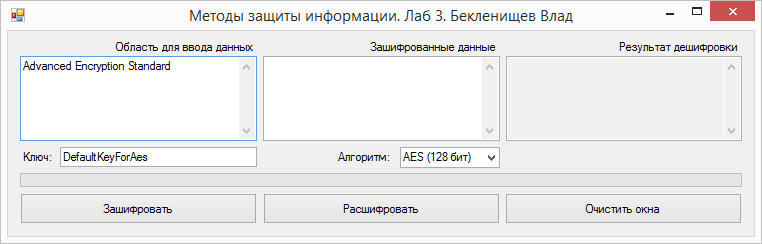 Методы защиты информации. Лаб 3. Бекленищев Влад
Область для ввода данных
Зашифрованные данные
Результат дешифровки
Advanced Encryption Standard
Ключ: DefaultKeyForAes
Алгоритм: AES (128 бит)
Зашифровать
Расшифровать
Очистить окна